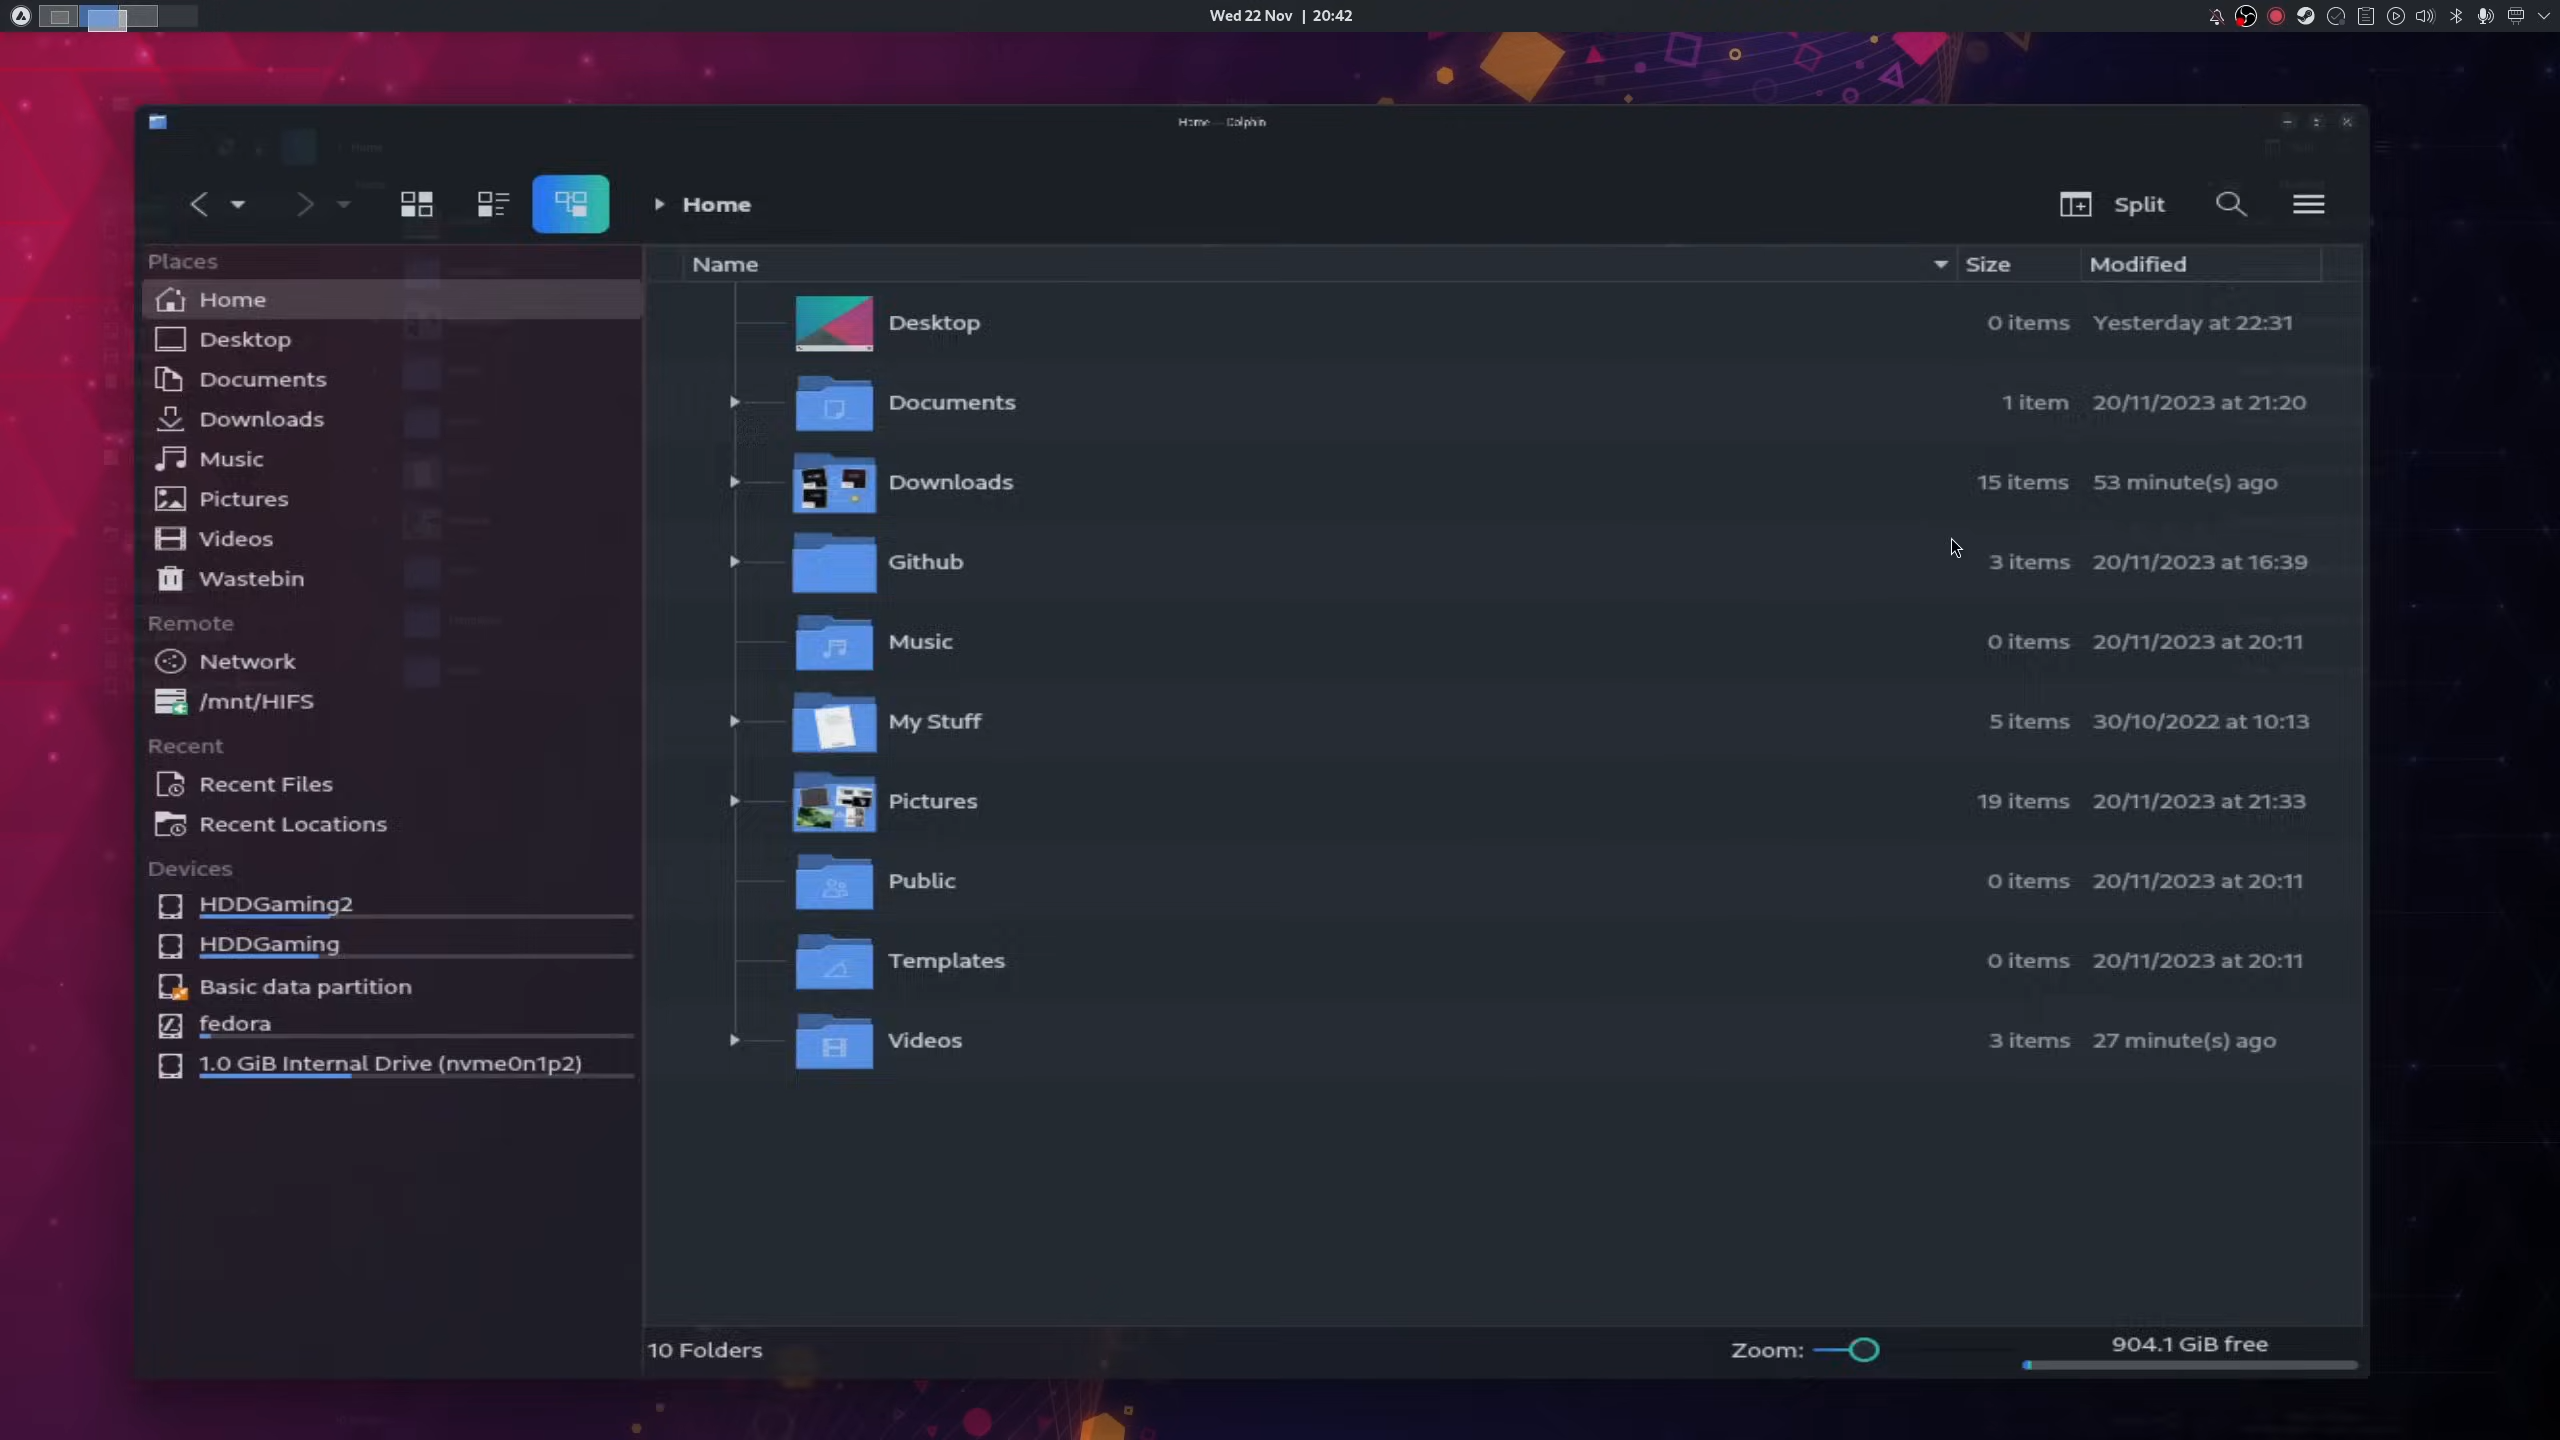 Wed 22 Nov | 20:42
Home — Dolphin
Home
Split
Places
Home
Desktop
Documents
Downloads
Music
Pictures
Videos
Wastebin
Remote
Network
/mnt/HIFS
Recent
Recent Files
Recent Locations
Devices
HDDGaming2
HDDGaming
Basic data partition
fedora
1.0 GiB Internal Drive (nvme0n1p2)
Name Size Modified
Desktop 0 items Yesterday at 22:31
Documents 1 item 20/11/2023 at 21:20
Downloads 15 items 53 minute(s) ago
Github 3 items 20/11/2023 at 16:39
Music 0 items 20/11/2023 at 20:11
My Stuff 5 items 30/10/2022 at 10:13
Pictures 19 items 20/11/2023 at 21:33
Public 0 items 20/11/2023 at 20:11
Templates 0 items 20/11/2023 at 20:11
Videos 3 items 27 minute(s) ago
10 Folders
Zoom:
904.1 GiB free